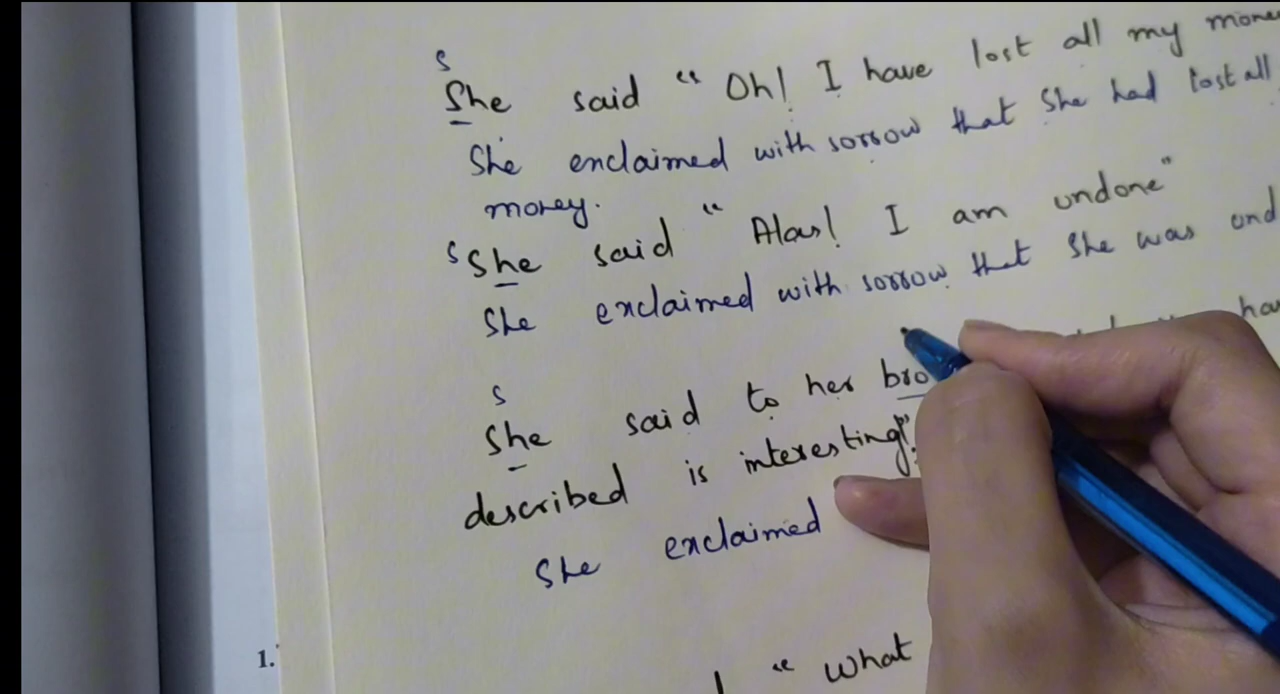 S
She said “ Oh! I have lost all my
She enclaimed with sorrow that She had lost all
money.
S She said “ Alas! I am undone”
She exclaimed with sorrow that She was
S
She said to her
described is interesting!”
She exclaimed
1.
“ what